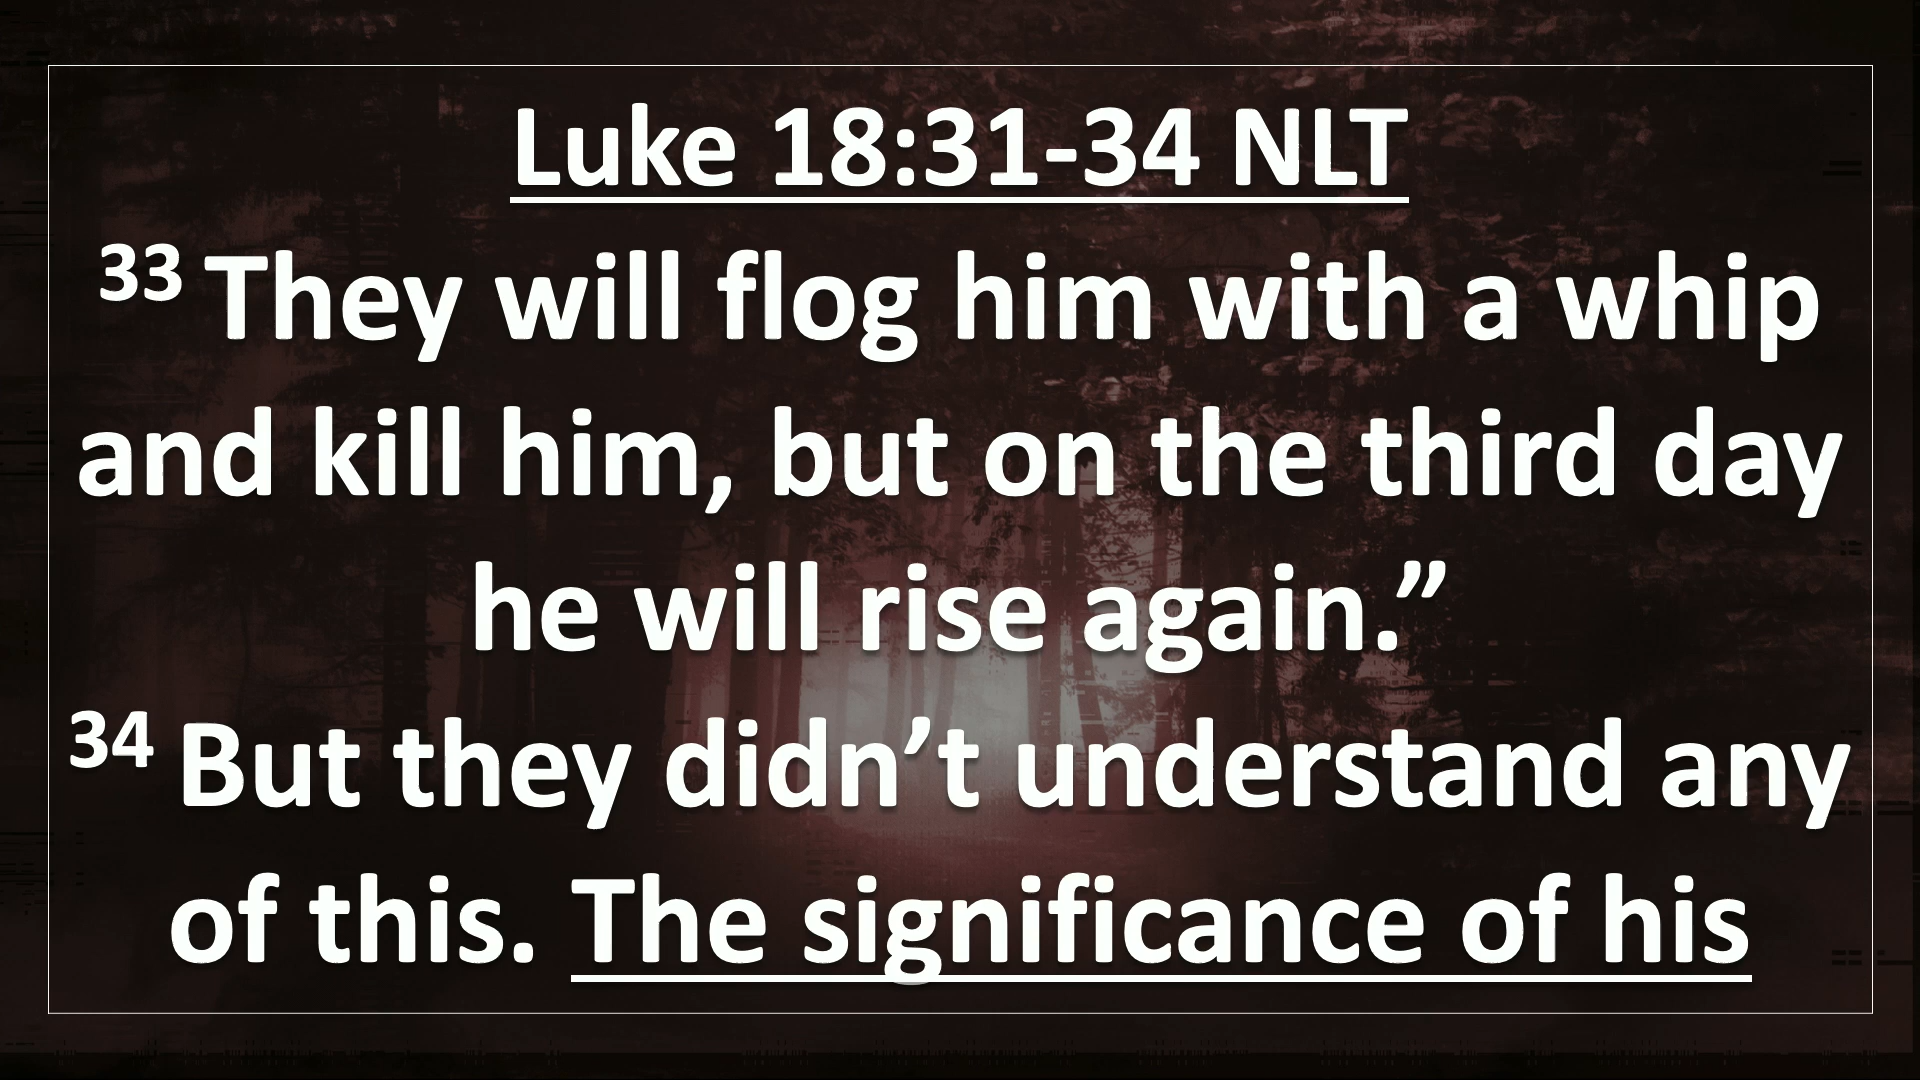 Luke 18:31-34 NLT
33 They will flog him with a whip
and kill him, but on the third day
he will rise again.”
34 But they didn’t understand any
of this. The significance of his